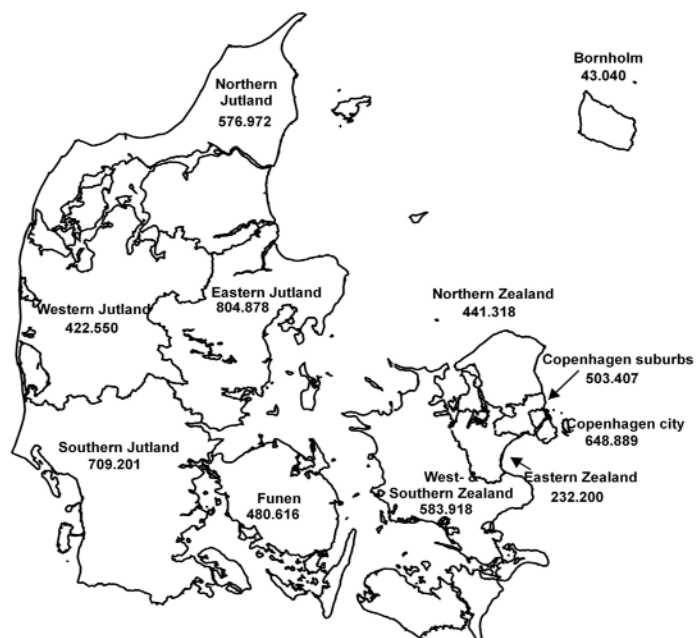 Northern
Jutland
576.972
Bornholm
43.040
Western Jutland
422.550
Eastern Jutland
804.878
Northern Zealand
441.318
Copenhagen suburbs
503.407
Copenhagen city
648.889
Southern Jutland
709.201
Funen
480.616
West- &
Southern Zealand
583.918
Eastern Zealand
232.200